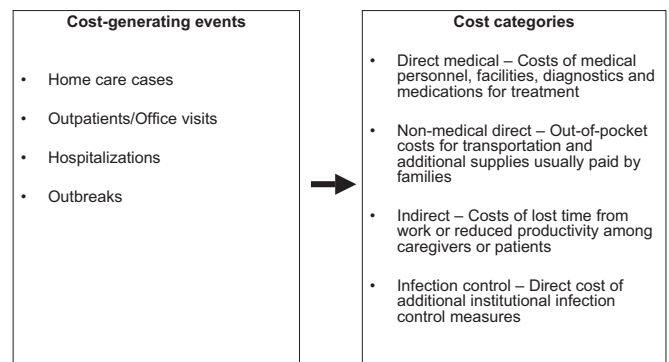 Cost-generating events
• Home care cases
• Outpatients/Office visits
• Hospitalizations
• Outbreaks
Cost categories
• Direct medical – Costs of medical
personnel, facilities, diagnostics and
medications for treatment
• Non-medical direct – Out-of-pocket
costs for transportation and
additional supplies usually paid by
families
• Indirect – Costs of lost time from
work or reduced productivity among
caregivers or patients
• Infection control – Direct cost of
additional institutional infection
control measures